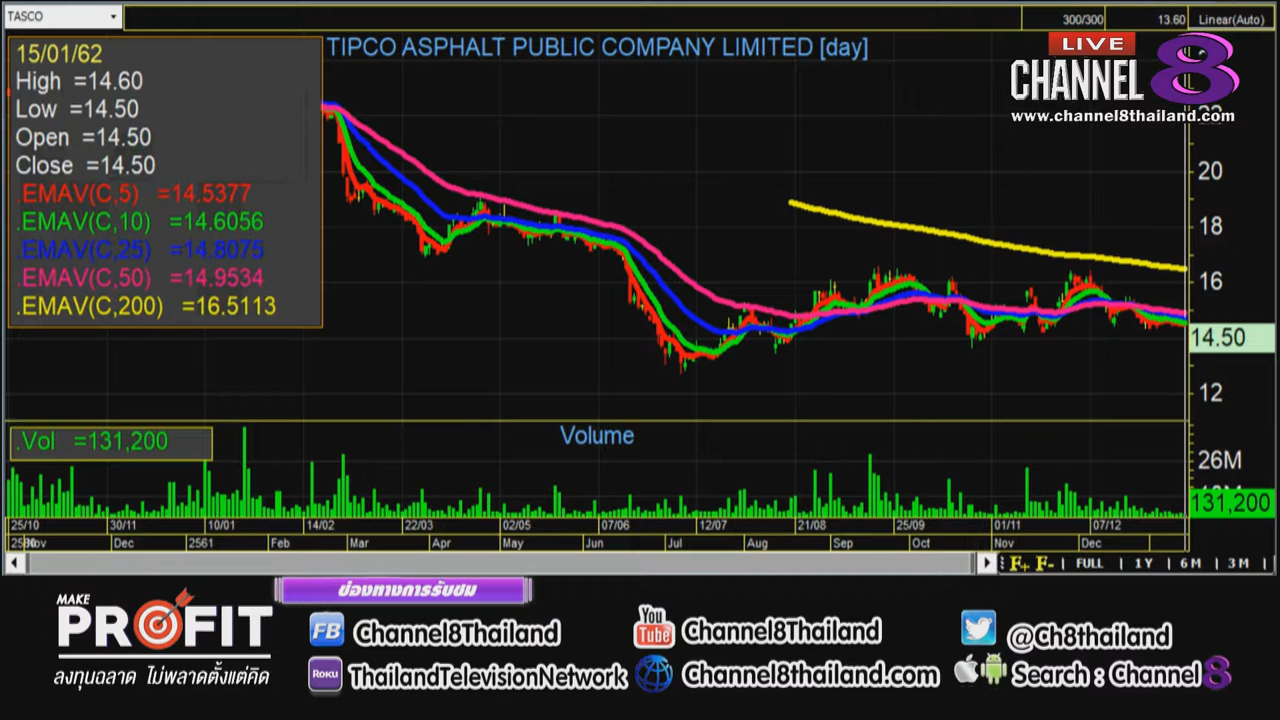 TASCO
300/300
13.60
Linear(Auto)
TIPCO ASPHALT PUBLIC COMPANY LIMITED [day]
LIVE
CHANNEL 8
www.channel8thailand.com
15/01/62
High =14.60
Low =14.50
Open =14.50
Close =14.50
.EMAV(C,5) =14.5377
.EMAV(C,10) =14.6056
.EMAV(C,25) =14.8075
.EMAV(C,50) =14.9534
.EMAV(C,200) =16.5113
22
20
18
16
14.50
12
.Vol =131,200
Volume
26M
131,200
25/10 30/11 10/01 14/02 22/03 02/05 07/06 12/07 21/08 25/09 01/11 07/12
Nov Dec 2561 Feb Mar Apr May Jun Jul Aug Sep Oct Nov Dec
F+ F- FULL 1Y 6M 3M
ช่องทางการรับชม
MAKE
PROFIT
ลงทุนฉลาด ไม่พลาดตั้งแต่คิด
FB Channel8Thailand
You Tube Channel8Thailand
@Ch8thailand
ROKU ThailandTelevisionNetwork
Channel8Thailand.com
Search : Channel 8